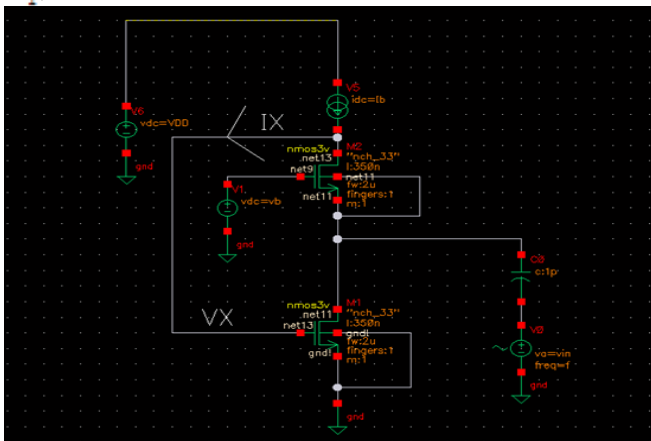 V5
idc=Ib
V6
vdc=VDD
IX
gnd
nmos3v
M2
"nch_33"
net13
l:350n
net9
net11
fw:2u
fingers:1
m:1
net11
V1
vdc=vb
gnd
C0
c:1p
nmos3v
M1
"nch_33"
net11
l:350n
VX
net13
gnd!
fw:2u
fingers:1
m:1
gnd!
V0
va=vin
freq=f
gnd
gnd